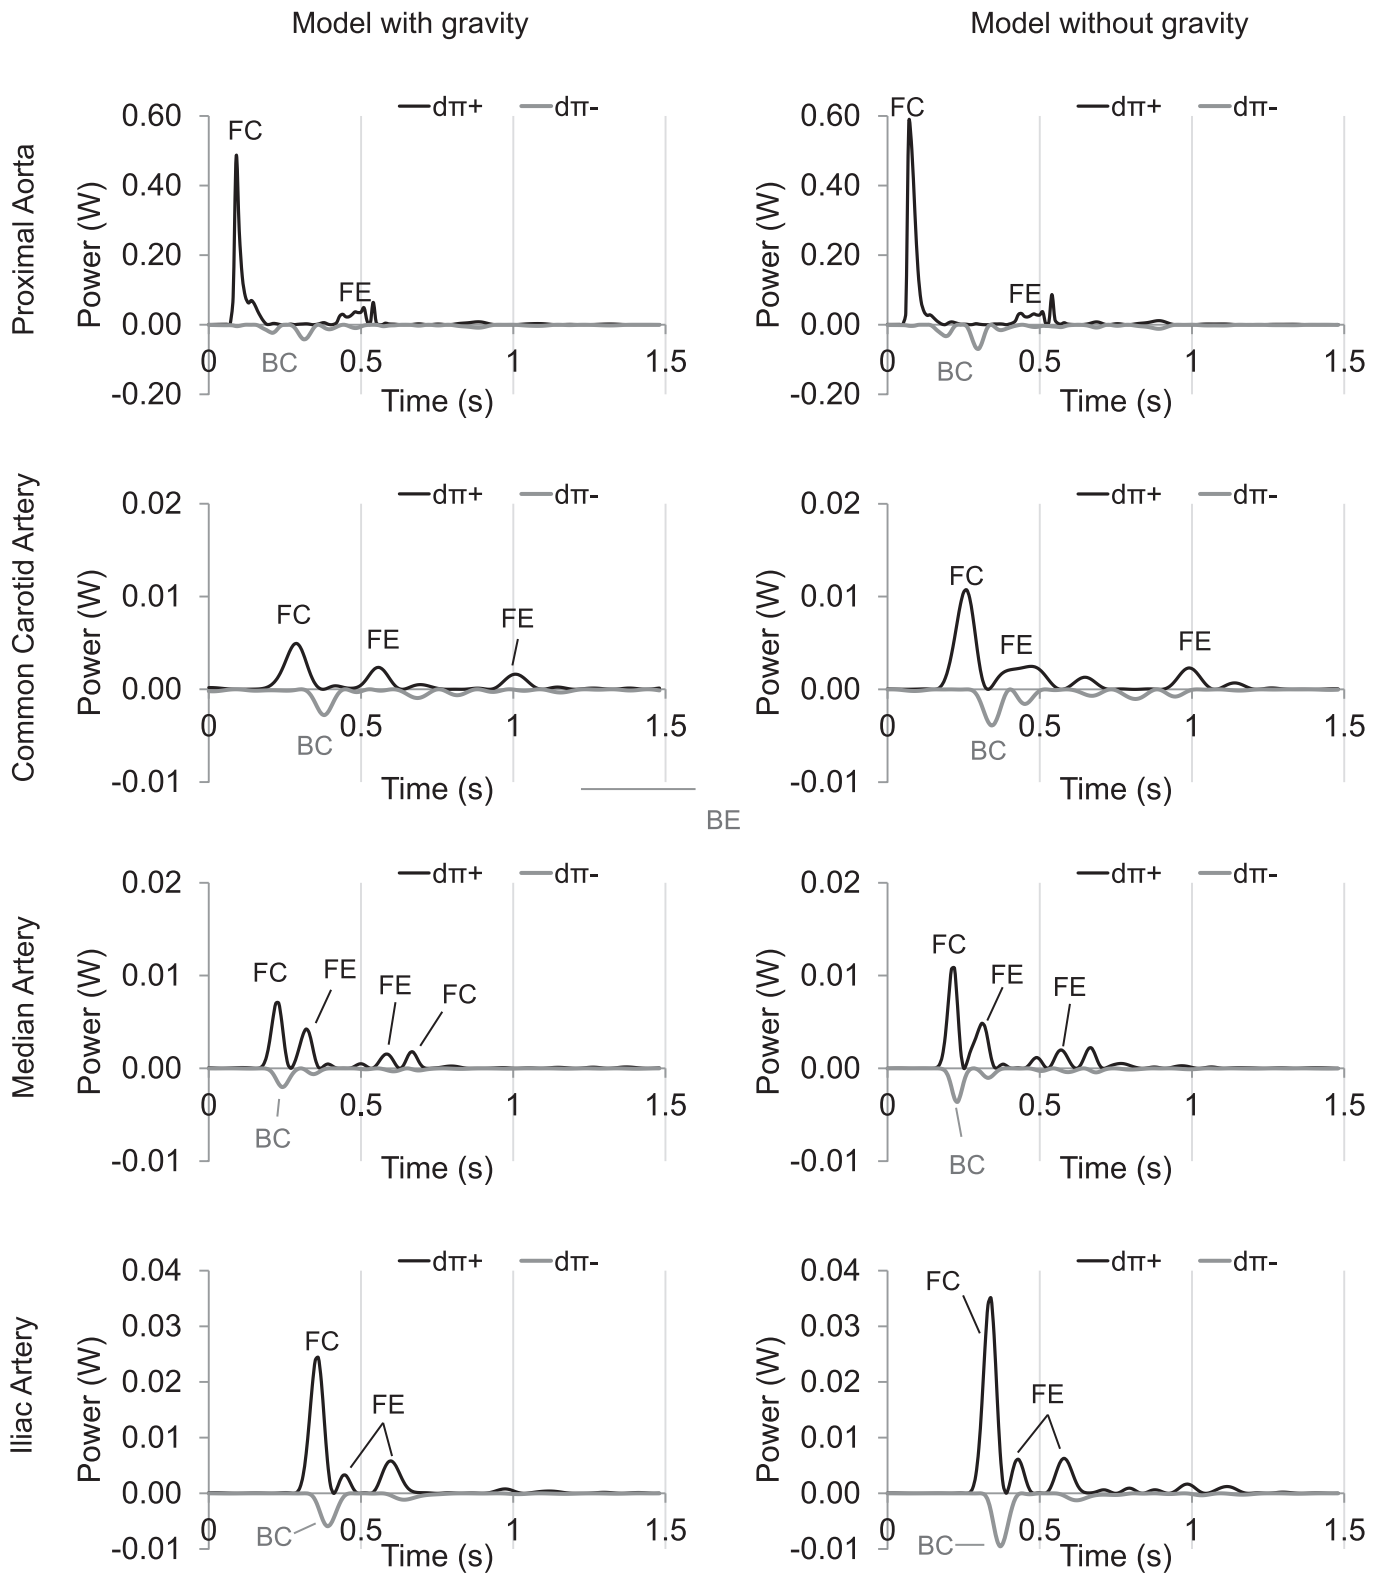 Model with gravity
Model without gravity
Proximal Aorta
Power (W)
0.60
0.40
0.20
0.00
-0.20
dπ+
dπ-
FC
FE
BC
0
0.5
1
1.5
Time (s)
Power (W)
0.60
0.40
0.20
0.00
-0.20
dπ+
dπ-
FC
FE
BC
0
0.5
1
1.5
Time (s)
Common Carotid Artery
Power (W)
0.02
0.01
0.00
-0.01
dπ+
dπ-
FC
FE
FE
BC
0
0.5
1
1.5
Time (s)
BE
Power (W)
0.02
0.01
0.00
-0.01
dπ+
dπ-
FC
FE
FE
BC
0
0.5
1
1.5
Time (s)
Median Artery
Power (W)
0.02
0.01
0.00
-0.01
dπ+
dπ-
FC
FE
FE
FC
BC
0
0.5
1
1.5
Time (s)
Power (W)
0.02
0.01
0.00
-0.01
dπ+
dπ-
FC
FE
FE
BC
0
0.5
1
1.5
Time (s)
Iliac Artery
Power (W)
0.04
0.03
0.02
0.01
0.00
-0.01
dπ+
dπ-
FC
FE
BC
0
0.5
1
1.5
Time (s)
Power (W)
0.04
0.03
0.02
0.01
0.00
-0.01
dπ+
dπ-
FC
FE
BC
0
0.5
1
1.5
Time (s)